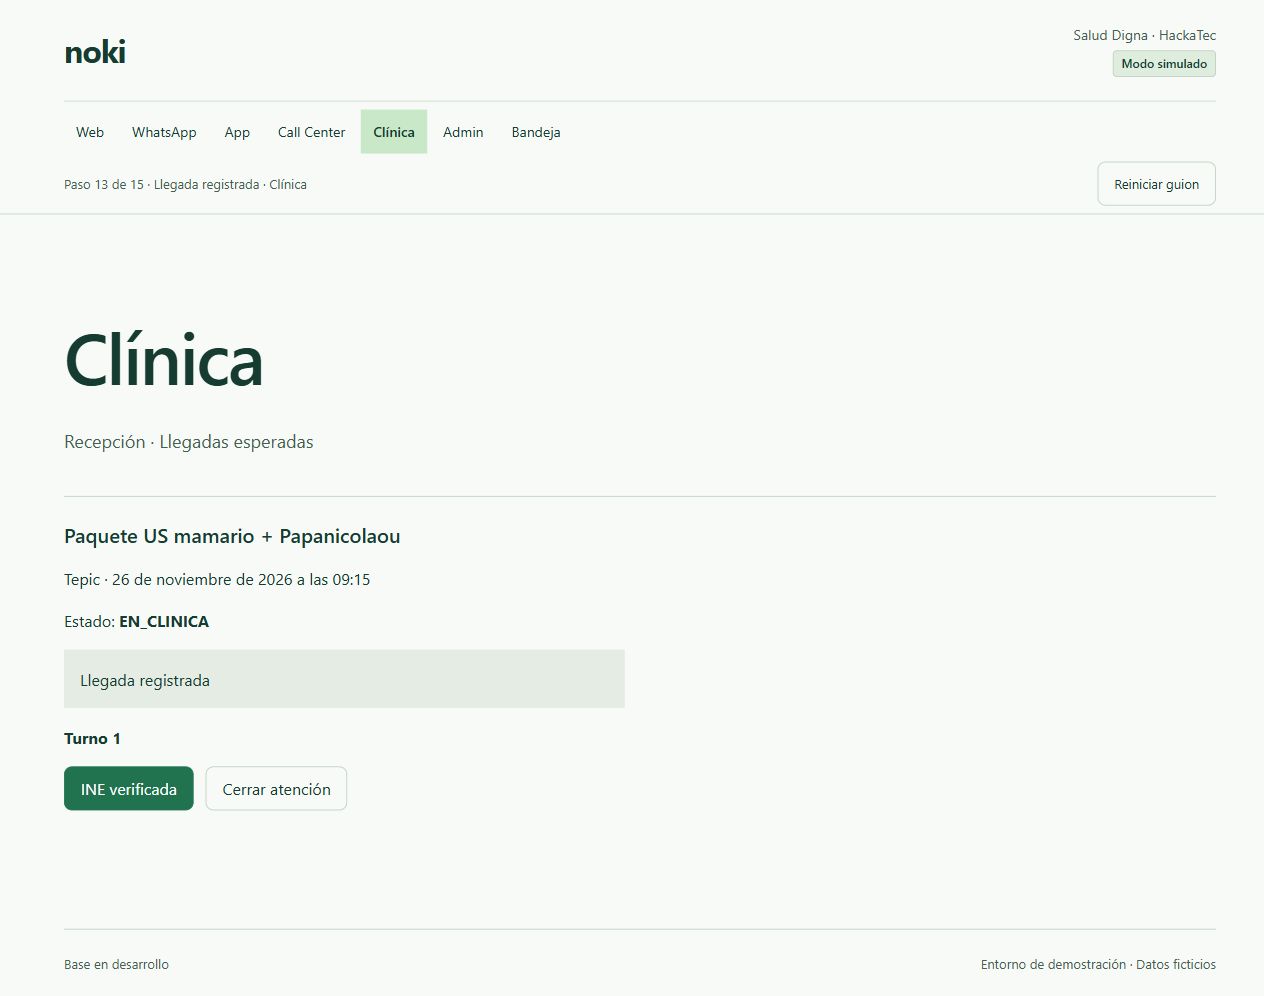 noki
Salud Digna · HackaTec
Modo simulado
Web WhatsApp App Call Center Clínica Admin Bandeja
Paso 13 de 15 · Llegada registrada · Clínica
Reiniciar guion
Clínica
Recepción · Llegadas esperadas
Paquete US mamario + Papanicolaou
Tepic · 26 de noviembre de 2026 a las 09:15
Estado: EN_CLINICA
Llegada registrada
Turno 1
INE verificada Cerrar atención
Base en desarrollo
Entorno de demostración · Datos ficticios